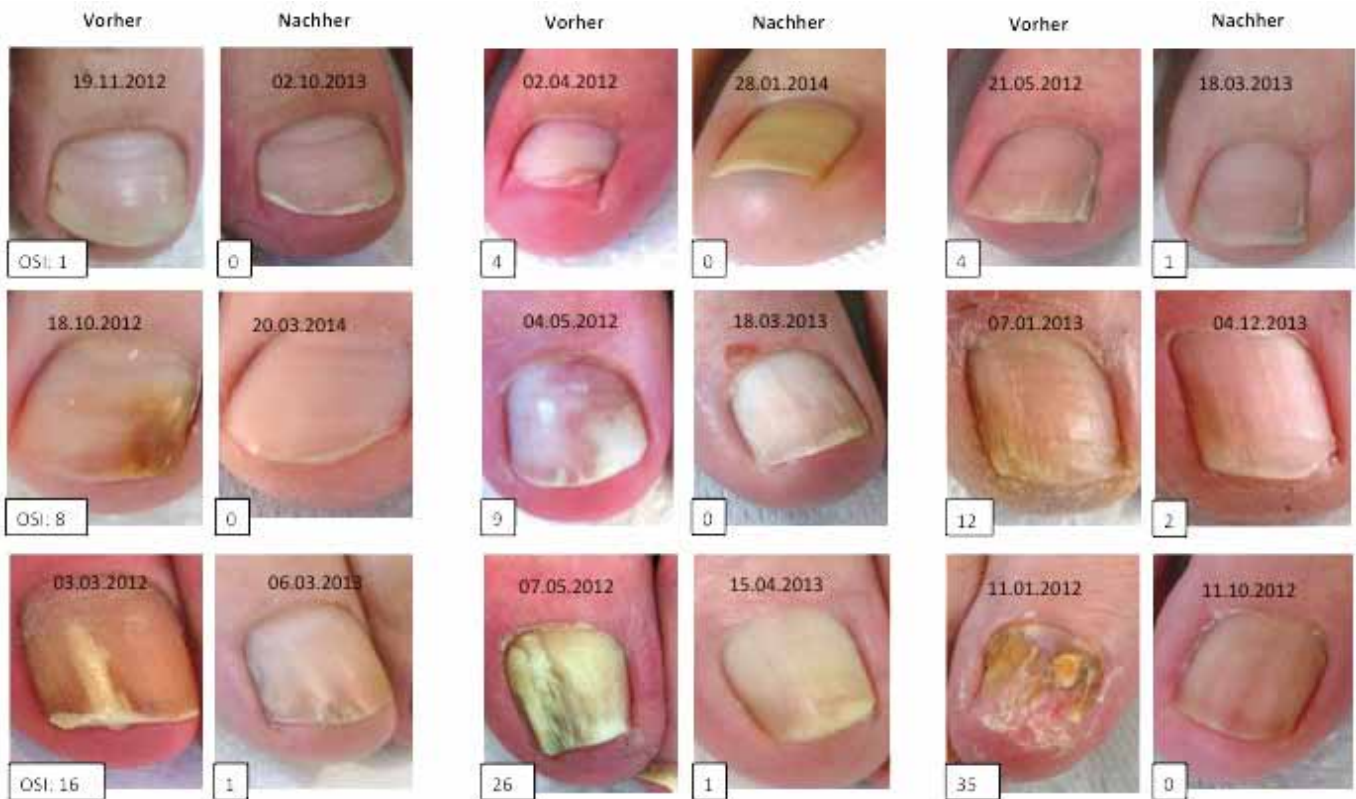 Vorher Nachher Vorher Nachher Vorher Nachher
19.11.2012 02.10.2013 02.04.2012 28.01.2014 21.05.2012 18.03.2013
OSI: 1 0 4 0 4 1
18.10.2012 20.03.2014 04.05.2012 18.03.2013 07.01.2013 04.12.2013
OSI: 8 0 9 0 12 2
03.03.2012 06.03.2013 07.05.2012 15.04.2013 11.01.2012 11.10.2012
OSI: 16 1 26 1 35 0